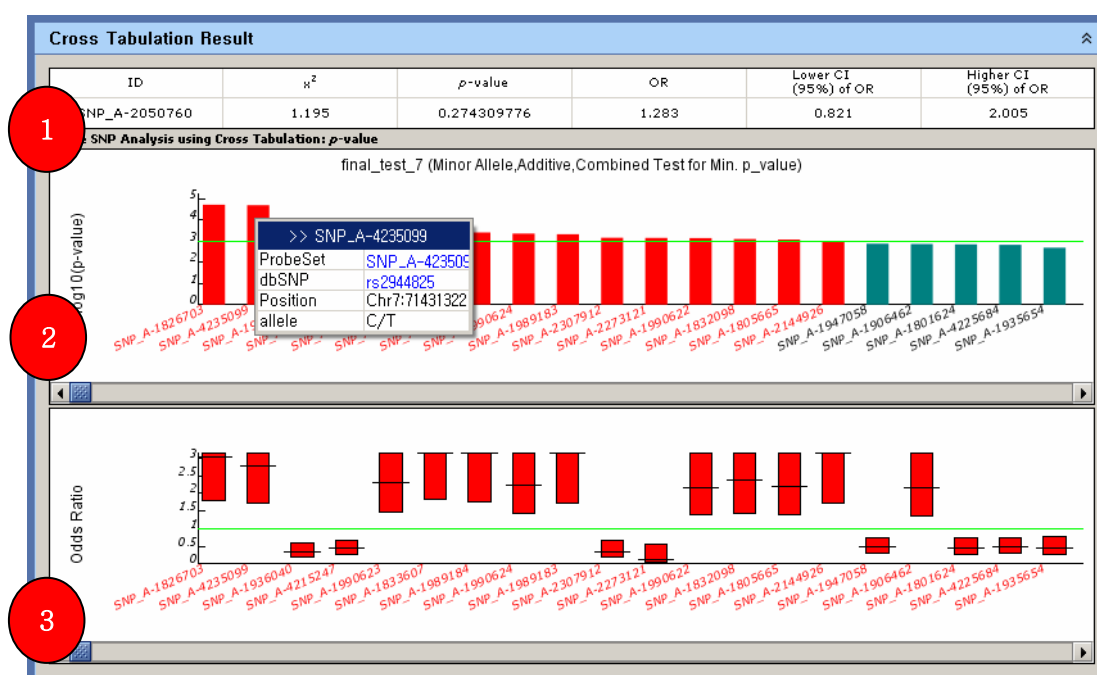 Cross Tabulation Result
ID x² p-value OR Lower CI (95%) of OR Higher CI (95%) of OR
SNP_A-2050760 1.195 0.274309776 1.283 0.821 2.005
1
SNP Analysis using Cross Tabulation: p-value
final_test_7 (Minor Allele,Additive,Combined Test for Min. p_value)
5
4
3
2
1
0
log10(p-value)
>> SNP_A-4235099
ProbeSet SNP_A-423509
dbSNP rs2944825
Position Chr7:71431322
allele C/T
2
SNP_A-1826703
SNP_A-4235099
SNP_A-1989183
SNP_A-2307912
SNP_A-2273121
SNP_A-1990622
SNP_A-1832098
SNP_A-1805665
SNP_A-2144926
SNP_A-1947058
SNP_A-1906462
SNP_A-1801624
SNP_A-4225684
SNP_A-1935654
3
2.5
2
1.5
1
0.5
0
Odds Ratio
SNP_A-1826703
SNP_A-4235099
SNP_A-1936040
SNP_A-4215247
SNP_A-1990623
SNP_A-1833607
SNP_A-1989184
SNP_A-1990624
SNP_A-1989183
SNP_A-2307912
SNP_A-2273121
SNP_A-1990622
SNP_A-1832098
SNP_A-1805665
SNP_A-2144926
SNP_A-1947058
SNP_A-1906462
SNP_A-1801624
SNP_A-4225684
SNP_A-1935654
3